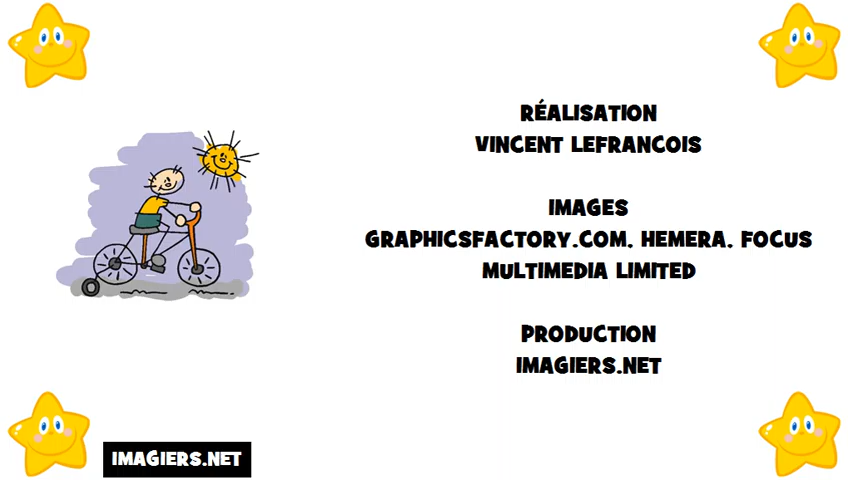 RÉALISATION
VINCENT LEFRANCOIS
IMAGES
GRAPHICSFACTORY.COM, HEMERA, FOCUS
MULTIMEDIA LIMITED
PRODUCTION
IMAGIERS.NET
IMAGIERS.NET